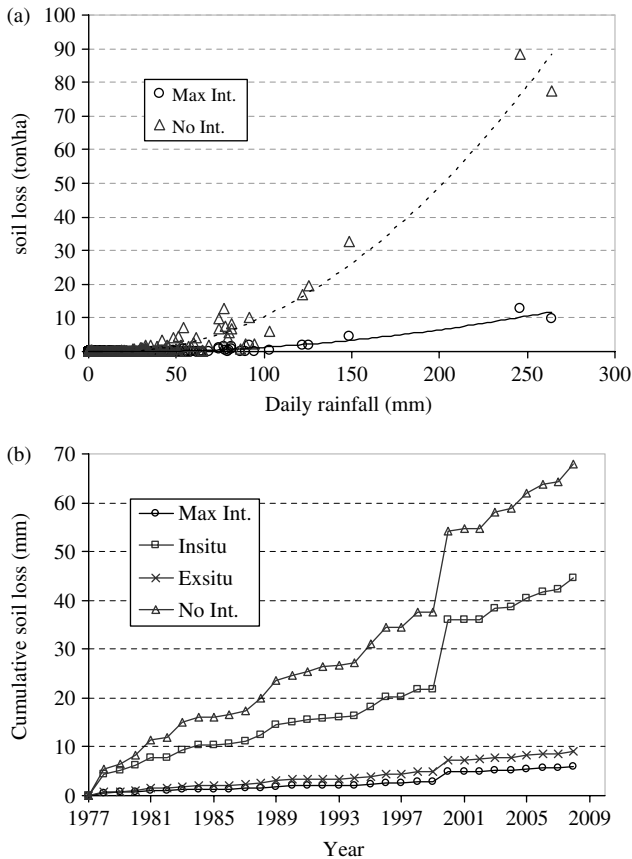 (a)
100
90
80
70
60
50
40
30
20
10
0
soil loss (ton\ha)
Max Int.
No Int.
0 50 100 150 200 250 300
Daily rainfall (mm)
(b)
70
60
50
40
30
20
10
0
Cumulative soil loss (mm)
Max Int.
Insitu
Exsitu
No Int.
1977 1981 1985 1989 1993 1997 2001 2005 2009
Year